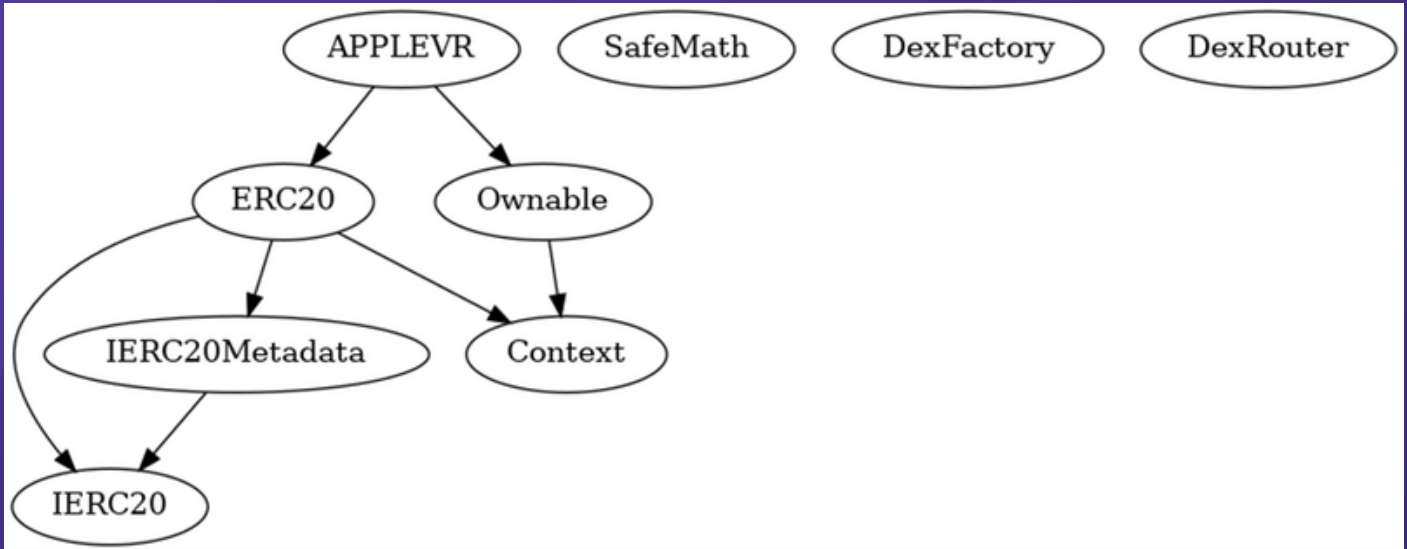 APPLEVR
SafeMath
DexFactory
DexRouter
ERC20
Ownable
IERC20Metadata
Context
IERC20